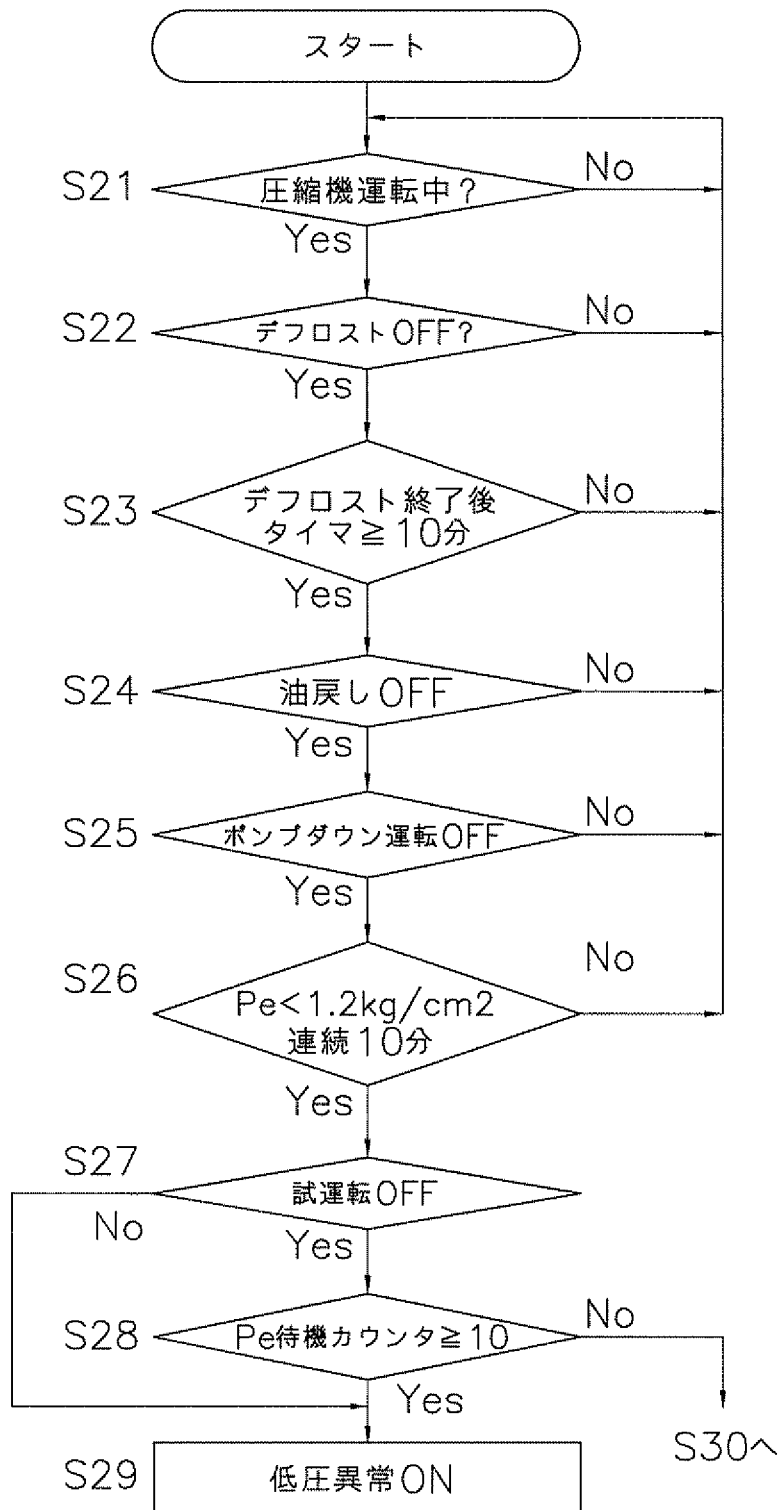 スタート
S21
圧縮機運転中?
No
Yes
S22
デフロストOFF?
No
Yes
S23
デフロスト終了後
タイマ≧10分
No
Yes
S24
油戻しOFF
No
Yes
S25
ポンプダウン運転OFF
No
Yes
S26
Pe<1.2kg/cm2
連続10分
No
Yes
S27
試運転OFF
No
Yes
S28
Pe待機カウンタ≧10
No
Yes
S30へ
S29
低圧異常ON